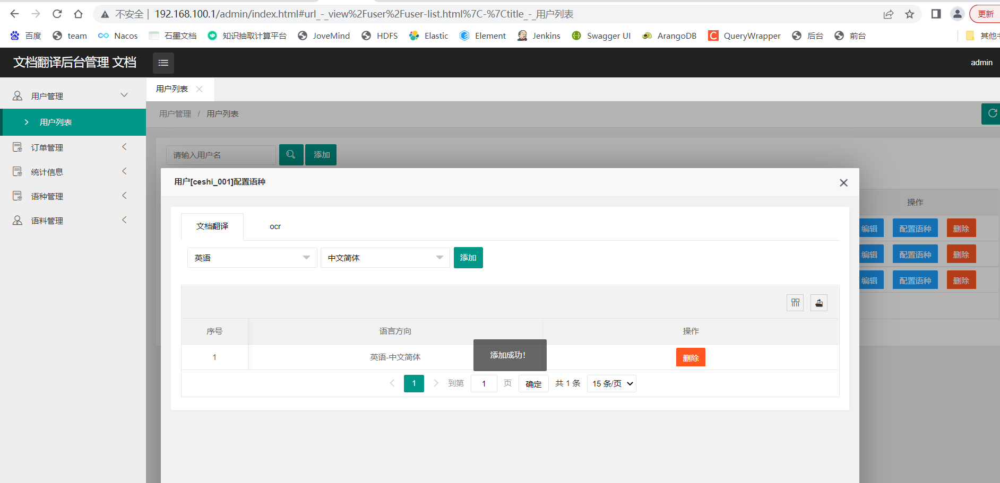 不安全 | 192.168.100.1/admin/index.html#url_-_view%2Fuser%2Fuser-list.html%7C-%7Ctitle_-_用户列表
更新
百度 team Nacos 石墨文档 知识抽取计算平台 JoveMind HDFS Elastic Element Jenkins Swagger UI ArangoDB QueryWrapper 后台 前台 其他
文档翻译后台管理 文档
admin
用户管理
用户列表
订单管理
统计信息
语种管理
语料管理
用户列表
用户管理 / 用户列表
请输入用户名 添加
操作
编辑 配置语种 删除
编辑 配置语种 删除
编辑 配置语种 删除
用户[ceshi_001]配置语种
文档翻译 ocr
英语 中文简体 添加
序号 语言方向 操作
1 英语-中文简体 删除
添加成功!
1 到第 1 页 确定 共 1 条 15 条/页